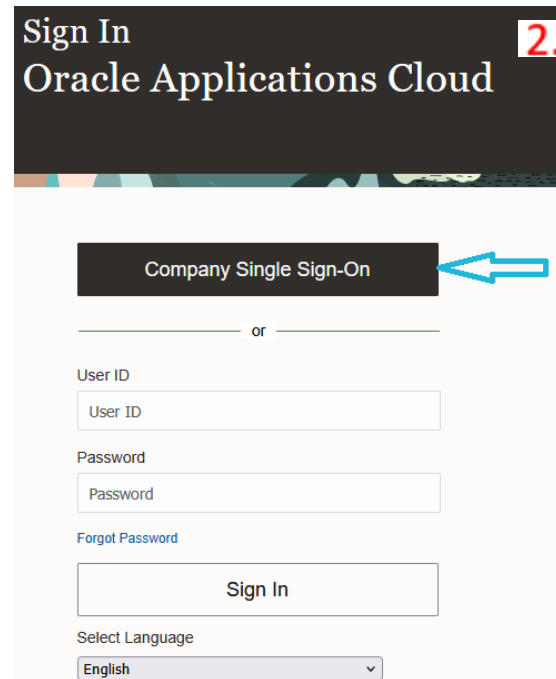 Sign In
2.
Oracle Applications Cloud
Company Single Sign-On
or
User ID
User ID
Password
Password
Forgot Password
Sign In
Select Language
English